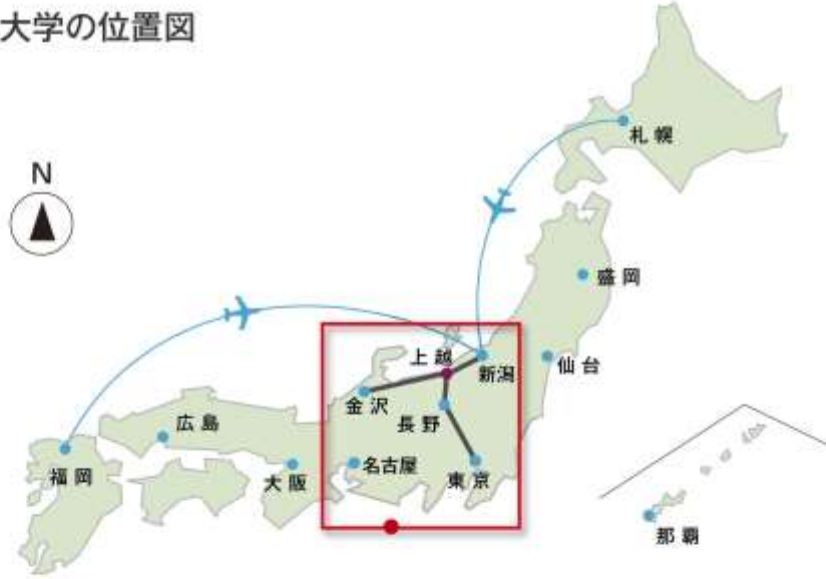 大学の位置図
N
札幌
盛岡
上越
新潟
仙台
金沢
長野
広島
福岡
大阪
名古屋
東京
那覇